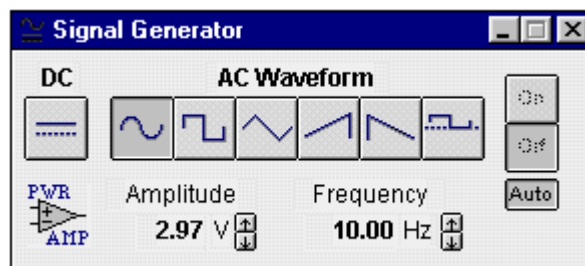 Signal Generator
DC
AC Waveform
On
Off
Auto
PWR
AMP
Amplitude
Frequency
2.97 V
10.00 Hz